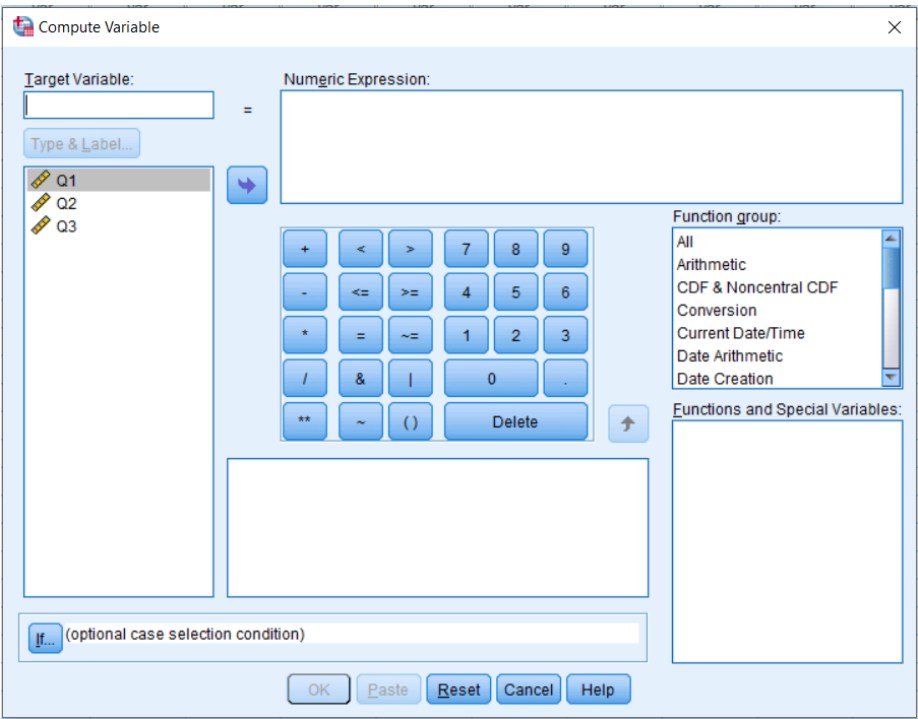 Compute Variable
Target Variable:
Numeric Expression:
=
Type & Label...
Q1
Q2
Q3
Function group:
All
Arithmetic
CDF & Noncentral CDF
Conversion
Current Date/Time
Date Arithmetic
Date Creation
+ < > 7 8 9
- <= >= 4 5 6
* = ~= 1 2 3
/ & | 0 .
** ~ ( ) Delete
Functions and Special Variables:
If... (optional case selection condition)
OK Paste Reset Cancel Help